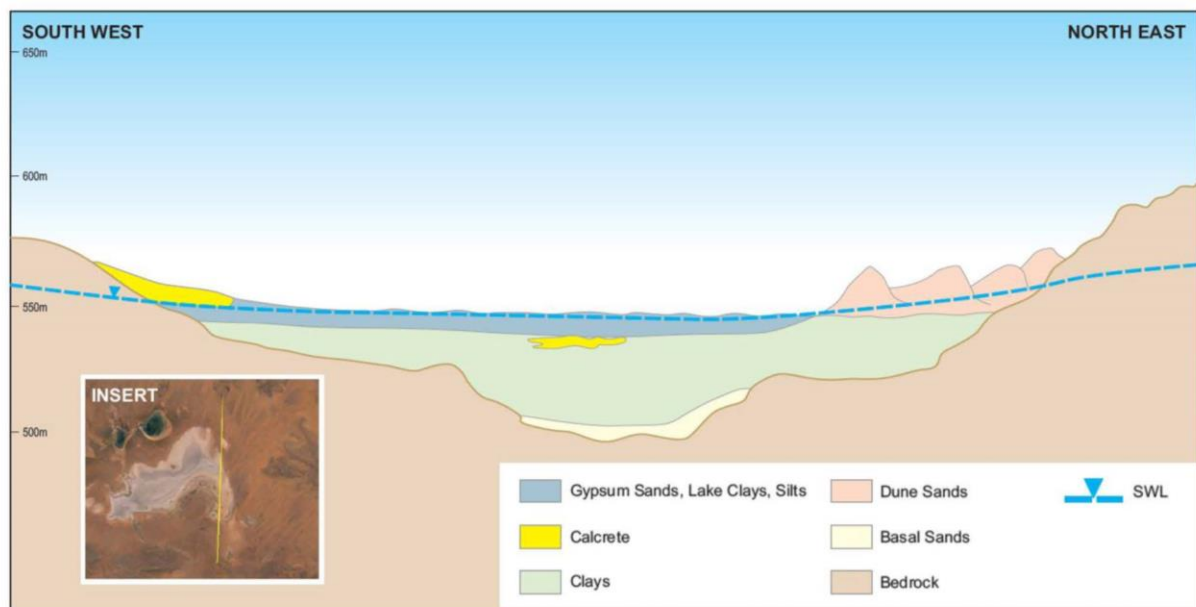 SOUTH WEST
NORTH EAST
650m
600m
550m
500m
INSERT
Gypsum Sands, Lake Clays, Silts
Dune Sands
SWL
Calcrete
Basal Sands
Clays
Bedrock